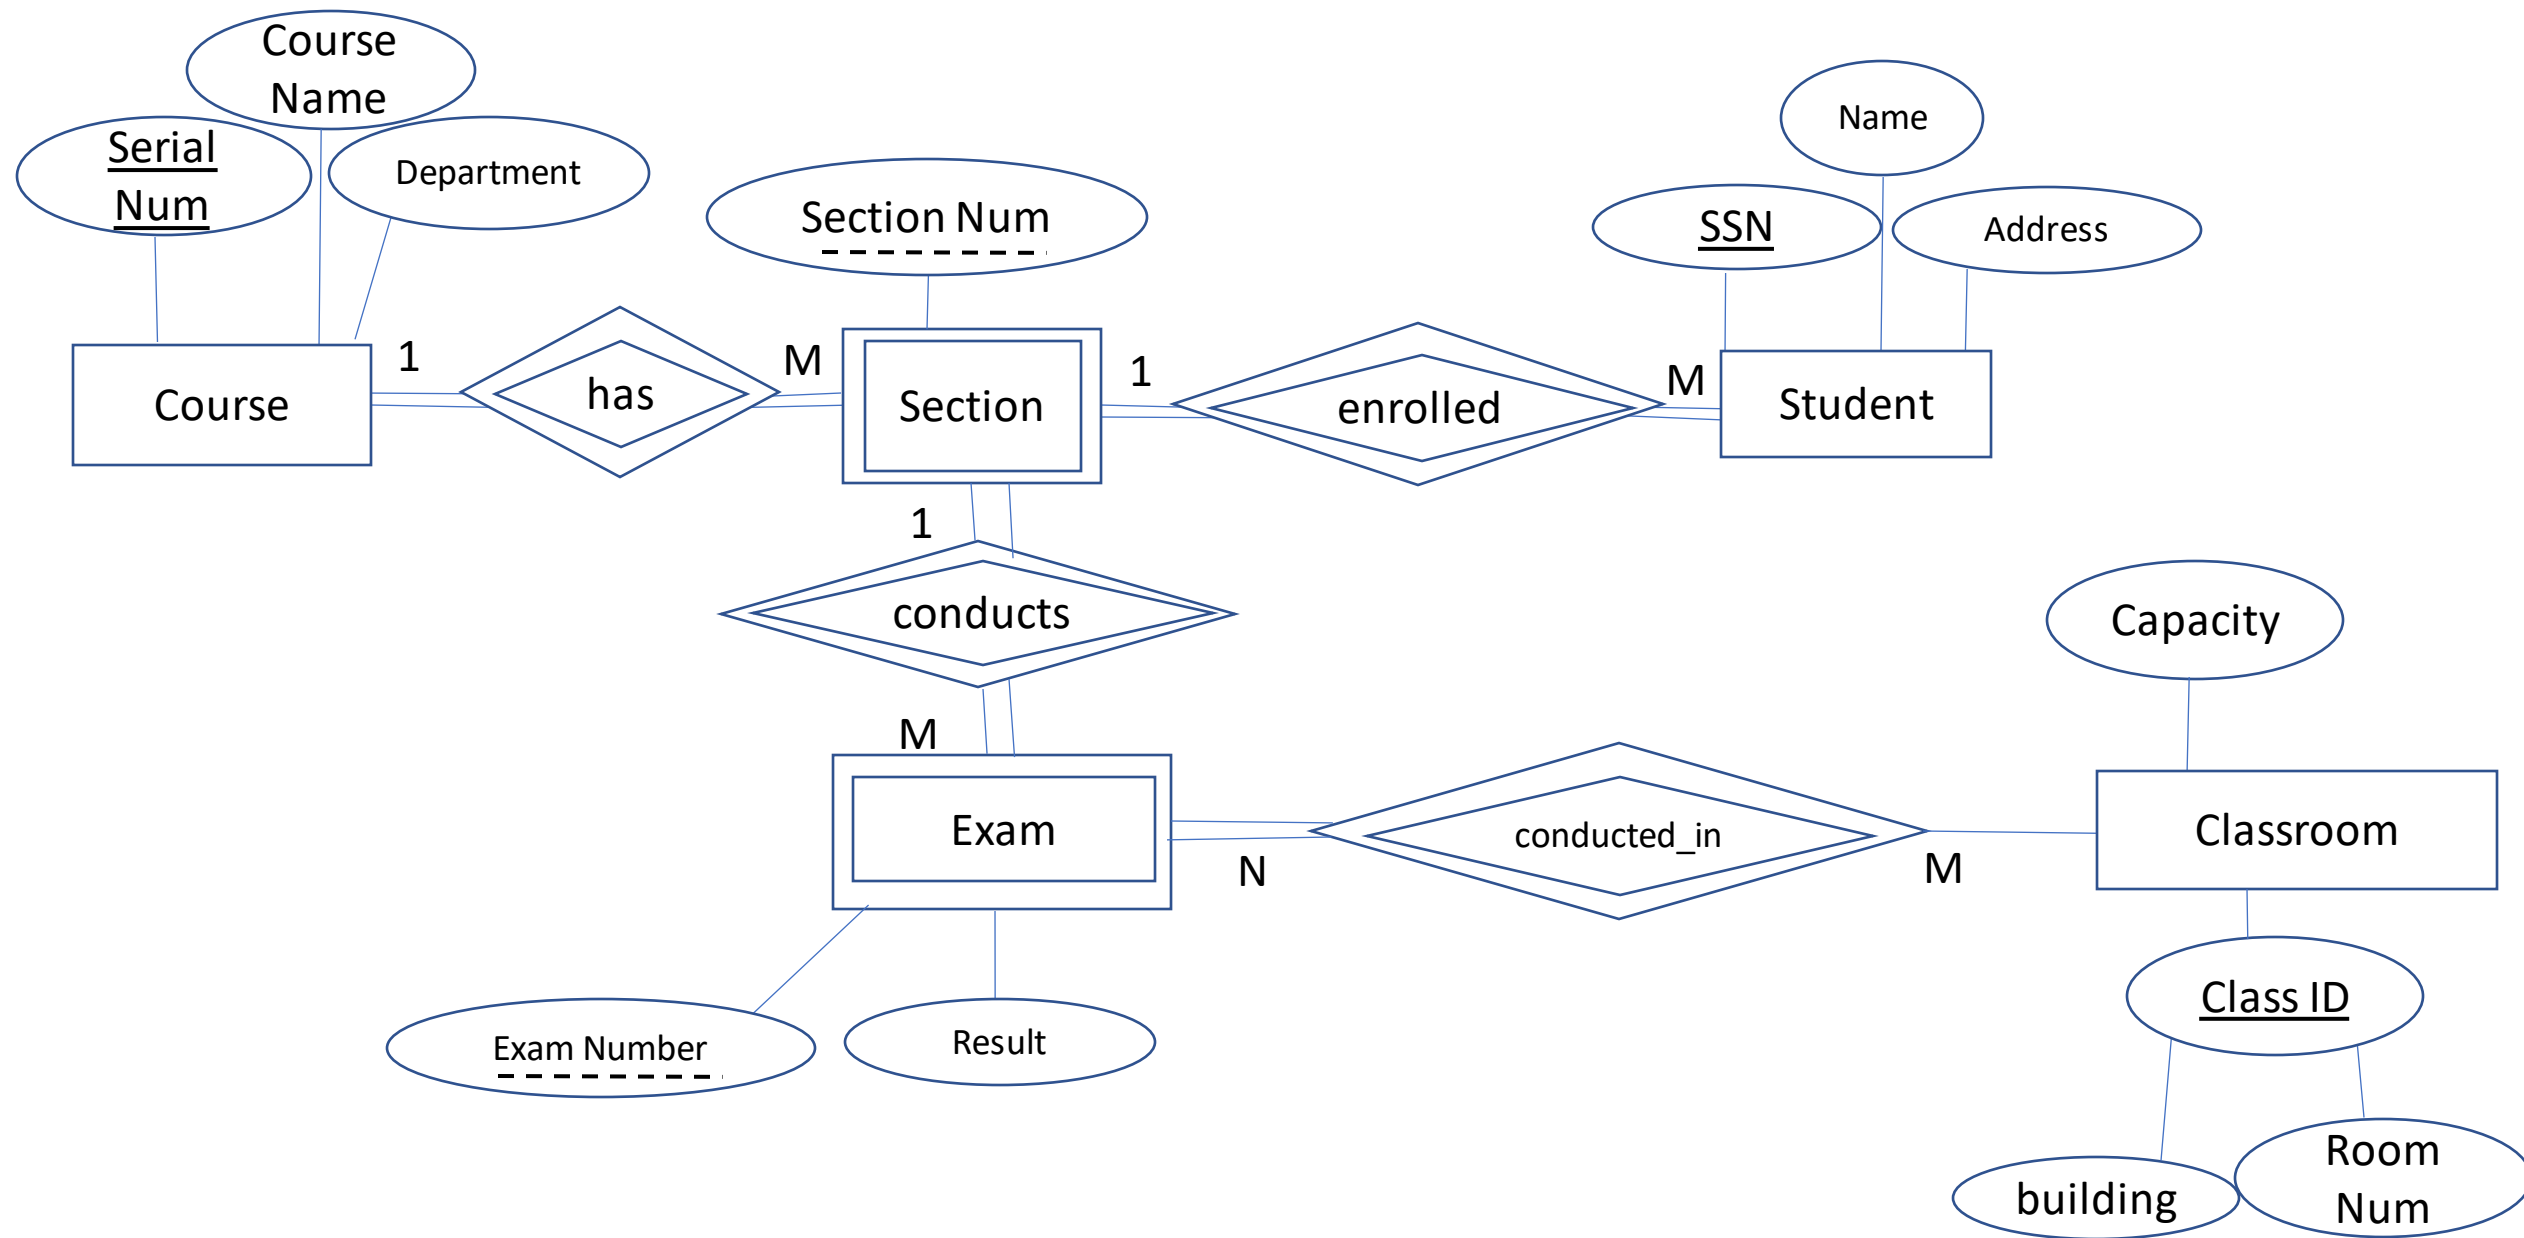 Course
Name
Serial
Num
Department
Section Num
Name
SSN
Address
1
M
1
M
Course
has
Section
enrolled
Student
1
conducts
Capacity
M
Exam
conducted_in
Classroom
N
M
Class ID
Exam Number
Result
Room
Num
building